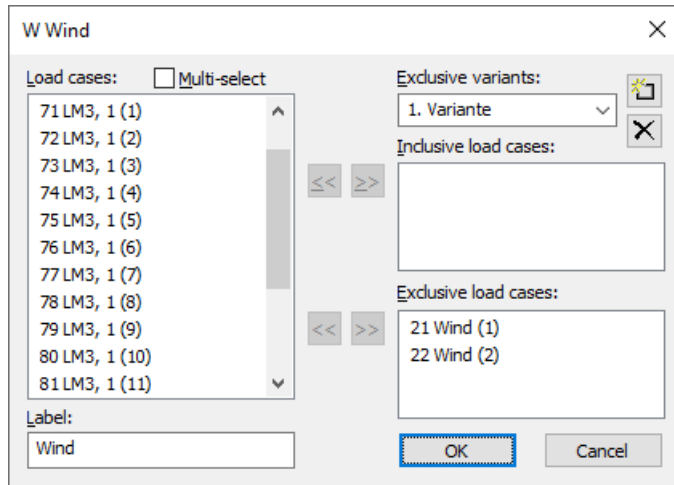 W Wind
Load cases:
Multi-select
71 LM3, 1 (1)
72 LM3, 1 (2)
73 LM3, 1 (3)
74 LM3, 1 (4)
75 LM3, 1 (5)
76 LM3, 1 (6)
77 LM3, 1 (7)
78 LM3, 1 (8)
79 LM3, 1 (9)
80 LM3, 1 (10)
81 LM3, 1 (11)
Label:
Wind
<<
>>
<<
>>
Exclusive variants:
1. Variante
Inclusive load cases:
Exclusive load cases:
21 Wind (1)
22 Wind (2)
OK
Cancel